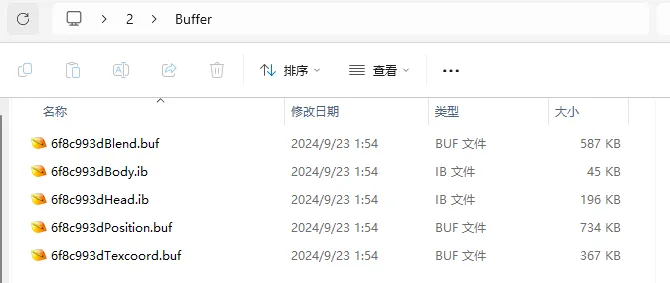 2 Buffer
排序 查看
名称 修改日期 类型 大小
6f8c993dBlend.buf 2024/9/23 1:54 BUF 文件 587 KB
6f8c993dBody.ib 2024/9/23 1:54 IB 文件 45 KB
6f8c993dHead.ib 2024/9/23 1:54 IB 文件 196 KB
6f8c993dPosition.buf 2024/9/23 1:54 BUF 文件 734 KB
6f8c993dTexcoord.buf 2024/9/23 1:54 BUF 文件 367 KB